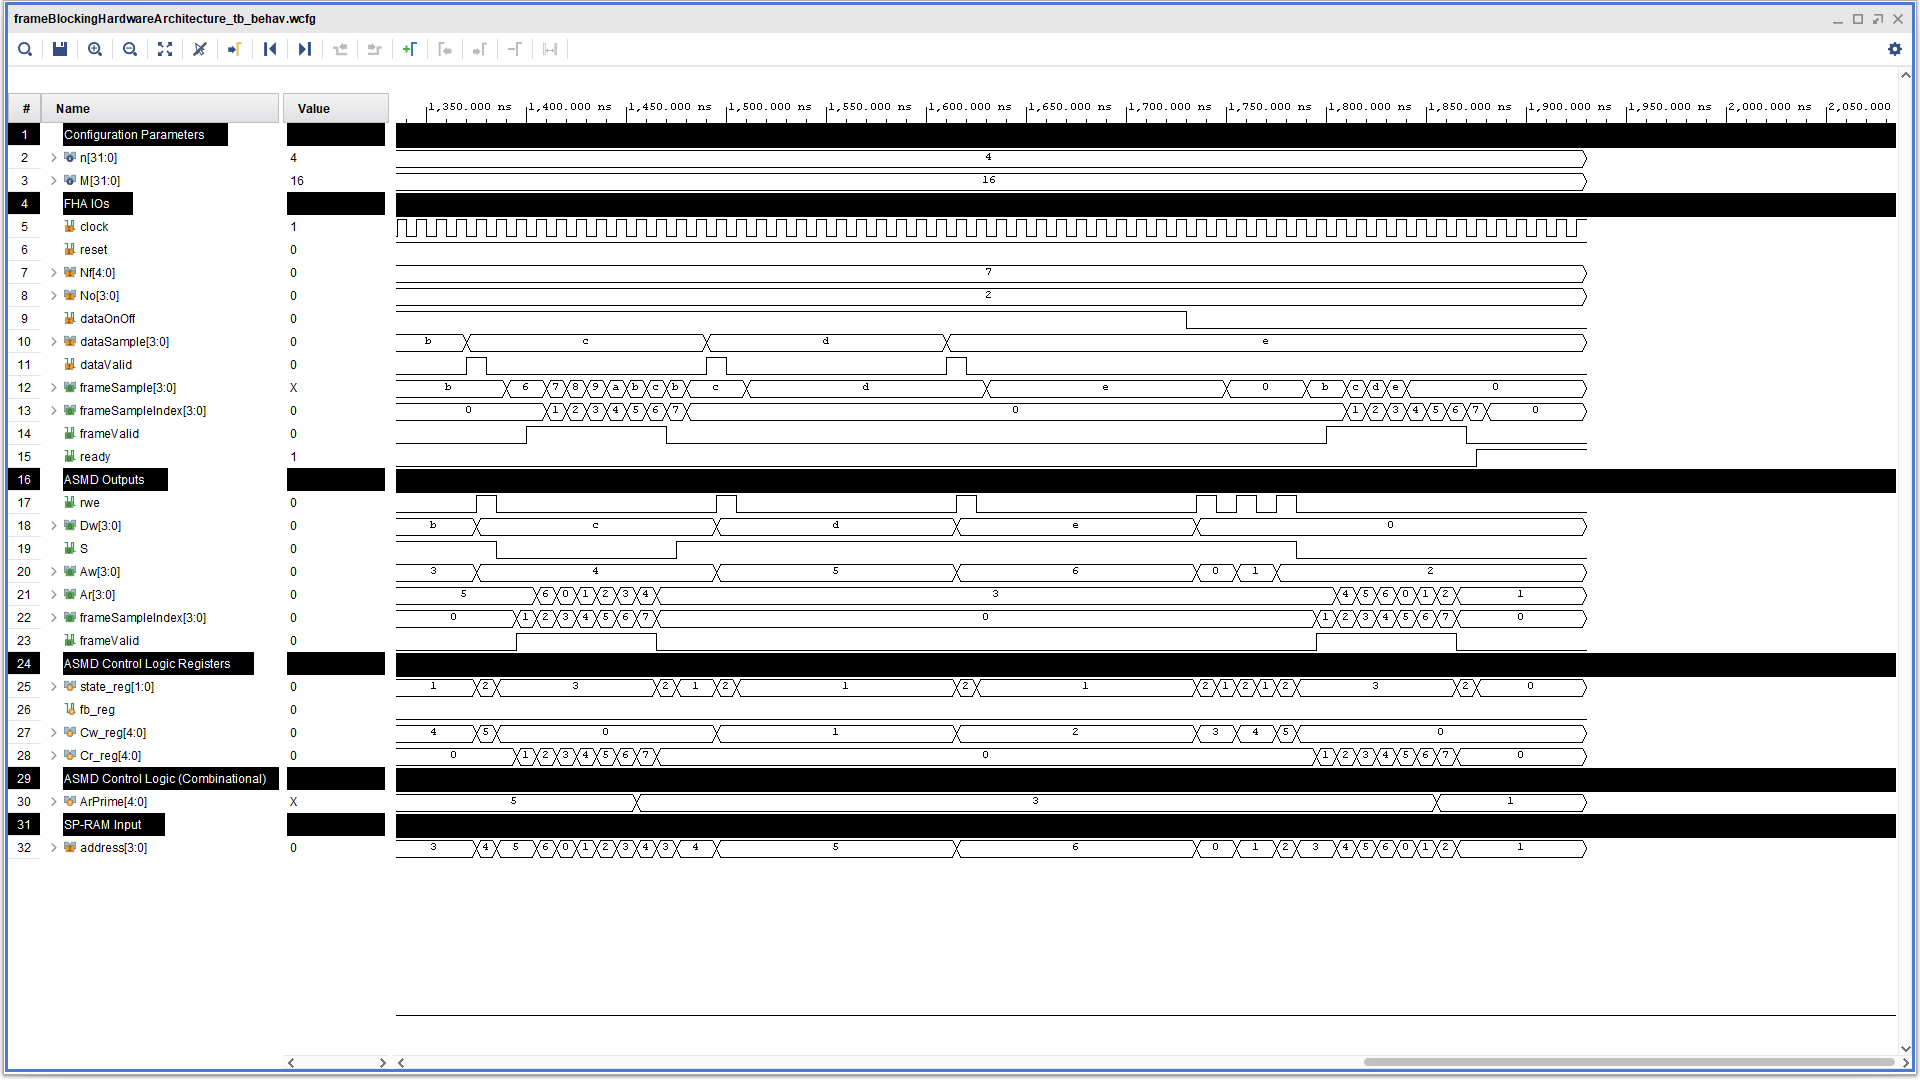 frameBlockingHardwareArchitecture_tb_behav.wcfg
# Name Value 1,350.000 ns 1,400.000 ns 1,450.000 ns 1,500.000 ns 1,550.000 ns 1,600.000 ns 1,650.000 ns 1,700.000 ns 1,750.000 ns 1,800.000 ns 1,850.000 ns 1,900.000 ns 1,950.000 ns 2,000.000 ns 2,050.000
1 Configuration Parameters
2 n[31:0] 4 4
3 M[31:0] 16 16
4 FHA IOs
5 clock 1
6 reset 0
7 Nf[4:0] 0 7
8 No[3:0] 0 2
9 dataOnOff 0
10 dataSample[3:0] 0 b c d e
11 dataValid 0
12 frameSample[3:0] X b 6 7 8 9 a b c b c d e 0 b c d e 0
13 frameSampleIndex[3:0] 0 0 1 2 3 4 5 6 7 0 1 2 3 4 5 6 7 0
14 frameValid 0
15 ready 1
16 ASMD Outputs
17 rwe 0
18 Dw[3:0] 0 b c d e 0
19 S 0
20 Aw[3:0] 0 3 4 5 6 0 1 2
21 Ar[3:0] 0 5 6 0 1 2 3 4 3 4 5 6 0 1 2 1
22 frameSampleIndex[3:0] 0 0 1 2 3 4 5 6 7 0 1 2 3 4 5 6 7 0
23 frameValid 0
24 ASMD Control Logic Registers
25 state_reg[1:0] 0 1 2 3 2 1 2 1 2 1 2 1 2 1 2 3 2 0
26 fb_reg 0
27 Cw_reg[4:0] 0 4 5 0 1 2 3 4 5 0
28 Cr_reg[4:0] 0 0 1 2 3 4 5 6 7 0 1 2 3 4 5 6 7 0
29 ASMD Control Logic (Combinational)
30 ArPrime[4:0] X 5 3 1
31 SP-RAM Input
32 address[3:0] 0 3 4 5 6 0 1 2 3 4 3 4 5 6 0 1 2 3 4 5 6 0 1 2 1